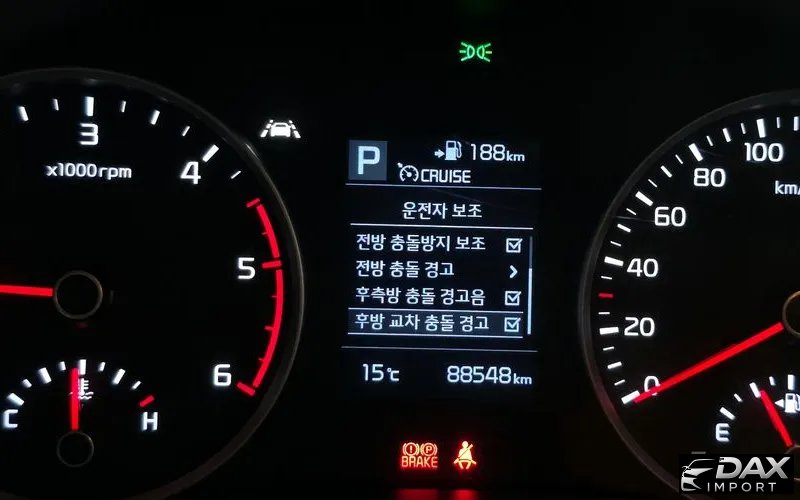 3
x1000rpm
4
5
6
C
H
P
188km
CRUISE
운전자 보조
전방 충돌방지 보조
전방 충돌 경고
후측방 충돌 경고음
후방 교차 충돌 경고
15℃
88548km
BRAKE
100
80
km/
60
40
20
0
E
DAX
IMPORT